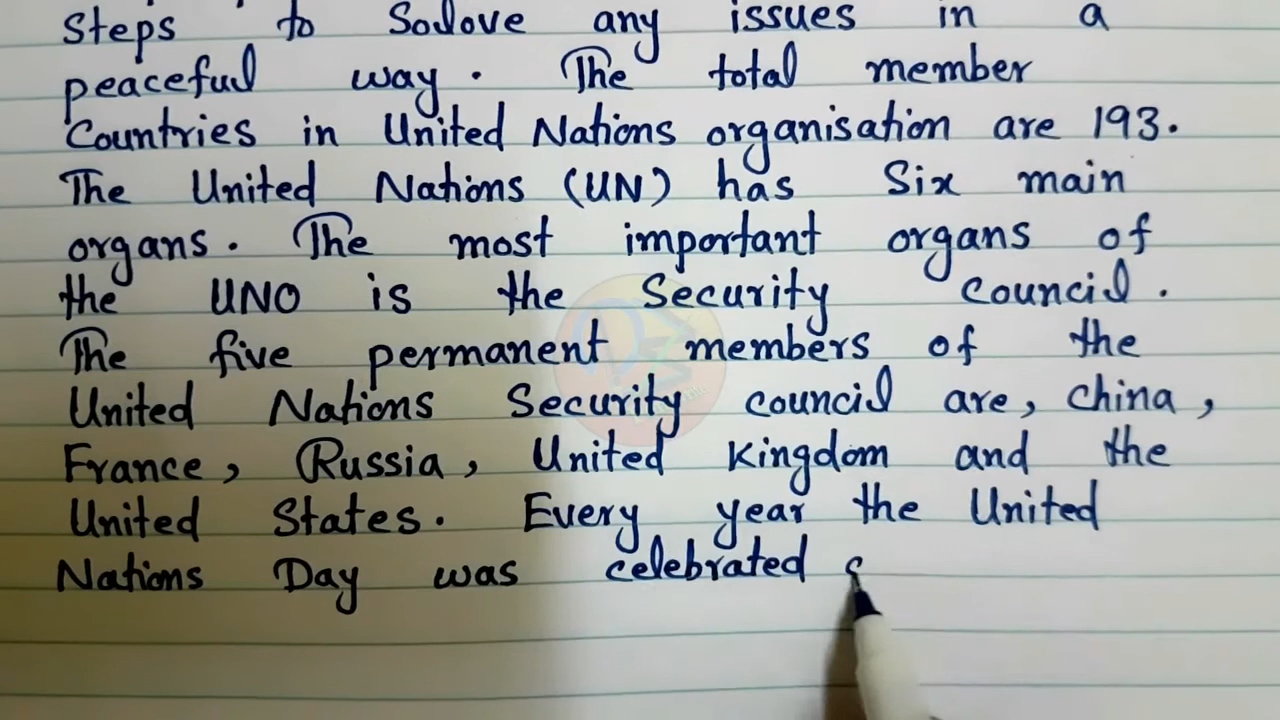 Steps to Sodove any issues in a
peaceful way. The total member
Countries in United Nations organisation are 193.
The United Nations (UN) has Six main
organs. The most important organs of
the UNO is the Security Council.
The five permanent members of the
United Nations Security council are, China,
France, Russia, United Kingdom and the
United States. Every year the United
Nations Day was celebrated